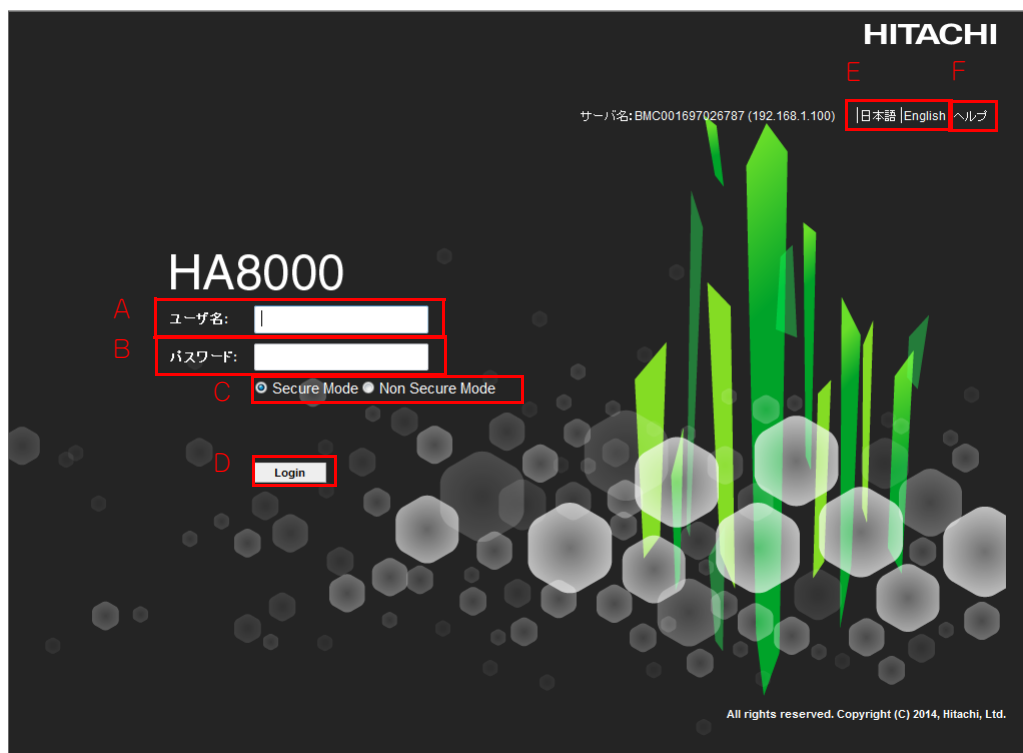 HITACHI
E F
サーバ名: BMC001697026787 (192.168.1.100) |日本語 |English ヘルプ
HA8000
A ユーザ名:
B パスワード:
C Secure Mode Non Secure Mode
D Login
All rights reserved. Copyright (C) 2014, Hitachi, Ltd.